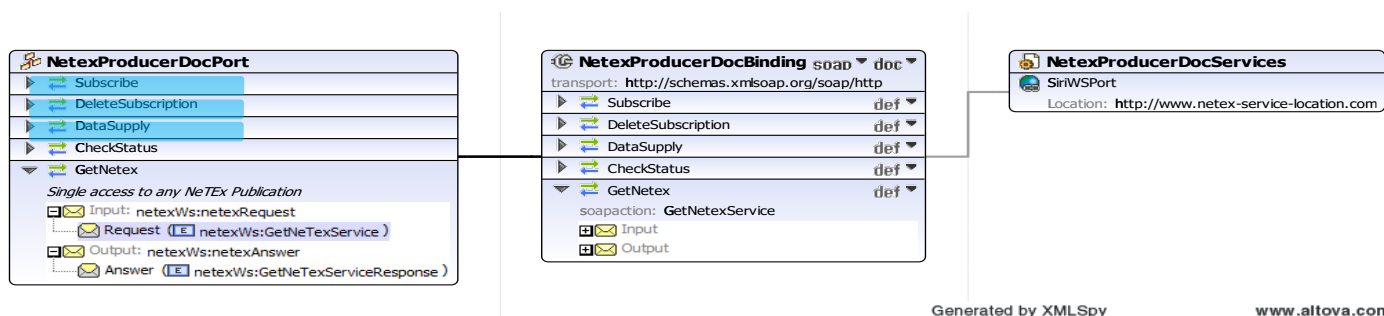 NetexProducerDocPort
Subscribe
DeleteSubscription
DataSupply
CheckStatus
GetNetex
Single access to any NeTEx Publication
Input: netexWs:netexRequest
Request (E netexWs:GetNeTexService)
Output: netexWs:netexAnswer
Answer (E netexWs:GetNeTexServiceResponse)
NetexProducerDocBinding soap doc
transport: http://schemas.xmlsoap.org/soap/http
Subscribe def
DeleteSubscription def
DataSupply def
CheckStatus def
GetNetex def
soapaction: GetNetexService
Input
Output
NetexProducerDocServices
SiriWSPort
Location: http://www.netex-service-location.com
Generated by XMLSpy www.altova.com